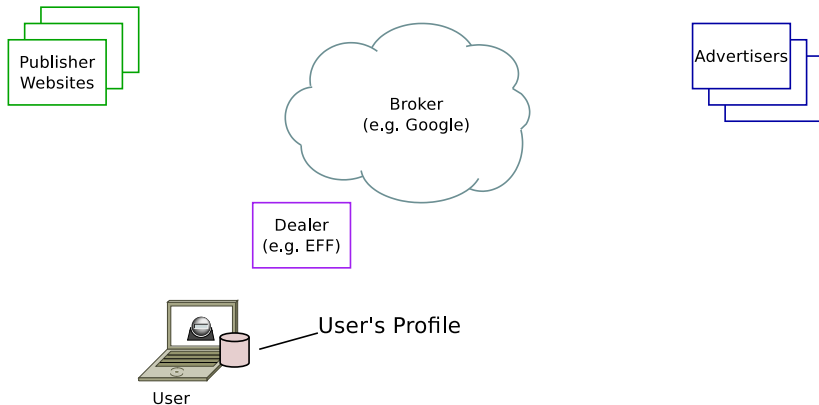 Publisher
Websites
Broker
(e.g. Google)
Advertisers
Dealer
(e.g. EFF)
User's Profile
User